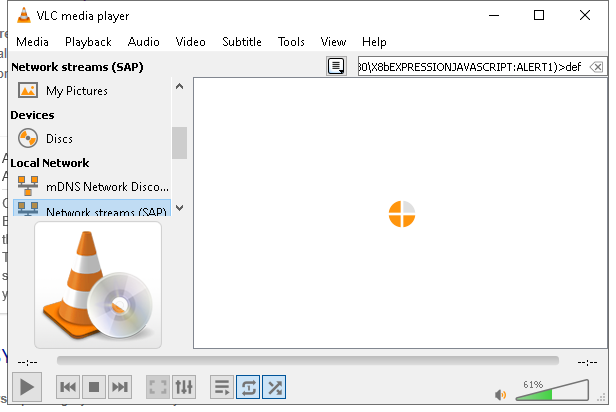 VLC media player
Media Playback Audio Video Subtitle Tools View Help
Network streams (SAP)
80\X8bEXPRESSIONJAVASCRIPT:ALERT1)>def
My Pictures
Devices
Discs
Local Network
mDNS Network Disco...
Network streams (SAP)
--:-- --:--
61%